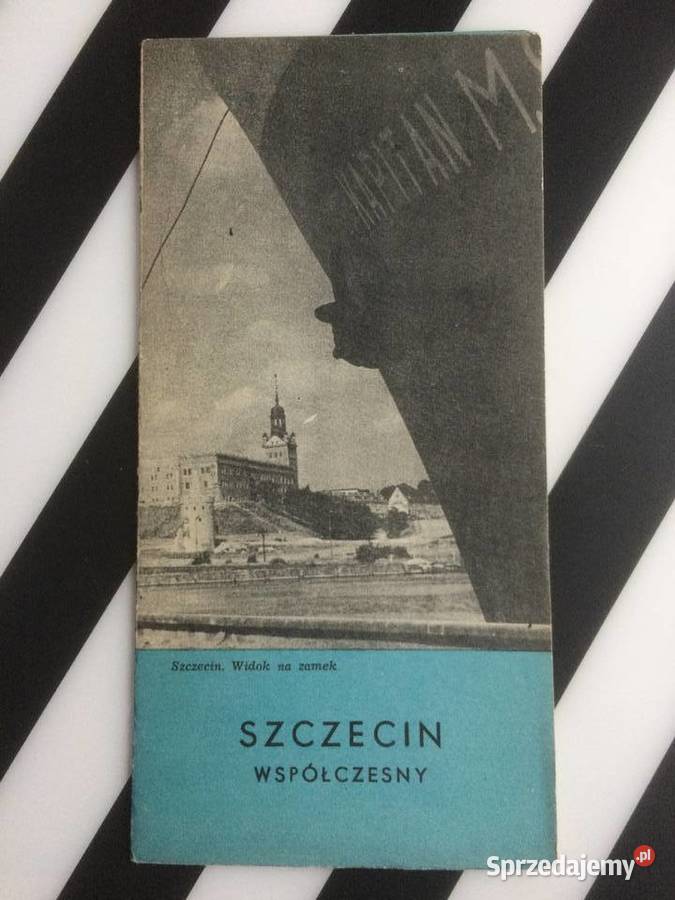 KAPITAN M.
Szczecin. Widok na zamek
SZCZECIN
WSPÓŁCZESNY
Sprzedajemy.pl